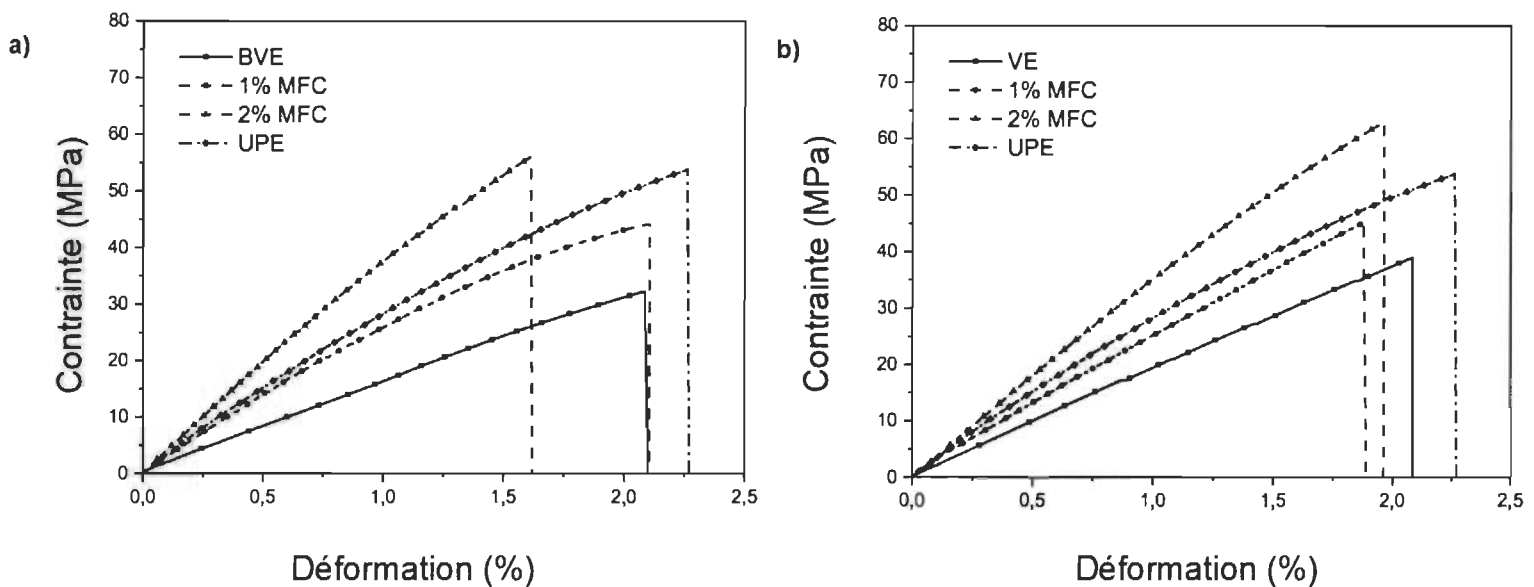 a)
80
70
60
50
40
30
20
10
0
Contrainte (MPa)
BVE
1% MFC
2% MFC
UPE
0,0 0,5 1,0 1,5 2,0 2,5
Déformation (%)
b)
80
70
60
50
40
30
20
10
0
Contrainte (MPa)
VE
1% MFC
2% MFC
UPE
0,0 0,5 1,0 1,5 2,0 2,5
Déformation (%)